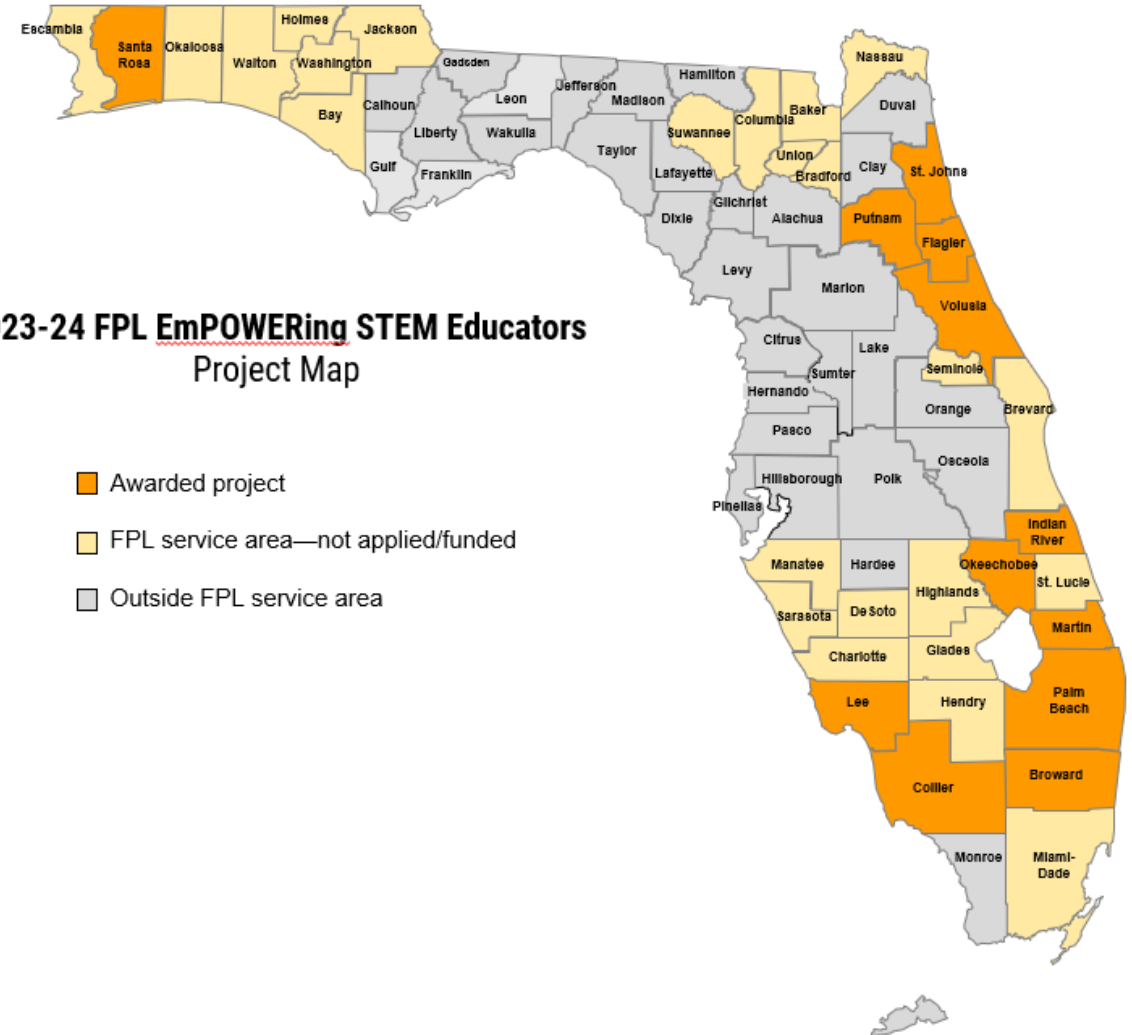 Escambia
Santa
Rosa
Okaloosa
Walton
Holmes
Washington
Jackson
Bay
Calhoun
Gulf
Gadsden
Liberty
Franklin
Leon
Wakulla
Jefferson
Madison
Taylor
Hamilton
Suwannee
Lafayette
Dixie
Columbia
Gilchrist
Baker
Union
Bradford
Alachua
Levy
Nassau
Duval
Clay
St. Johns
Putnam
Flagler
Marion
Volusia
Citrus
Sumter
Lake
Seminole
Hernando
Orange
Brevard
Pasco
Osceola
Hillsborough
Polk
Pinellas
Indian
River
Manatee
Hardee
Highlands
Okeechobee
St. Lucie
Sarasota
DeSoto
Martin
Charlotte
Glades
Lee
Hendry
Palm
Beach
Collier
Broward
Monroe
Miami-
Dade
23-24 FPL EmPOWERing STEM Educators
Project Map
Awarded project
FPL service area—not applied/funded
Outside FPL service area